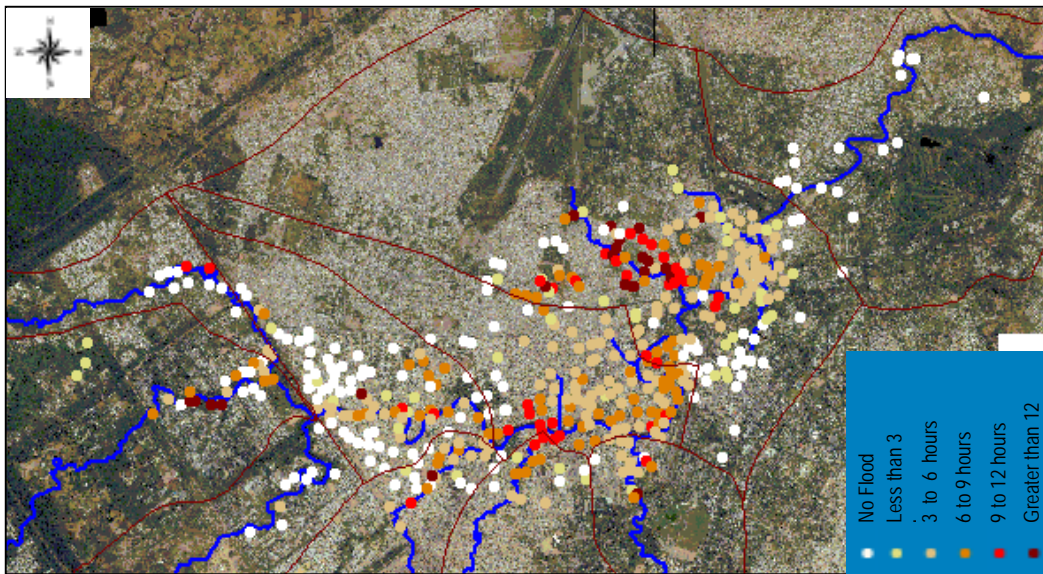 No Flood
Less than 3
3 to 6 hours
6 to 9 hours
9 to 12 hours
Greater than 12